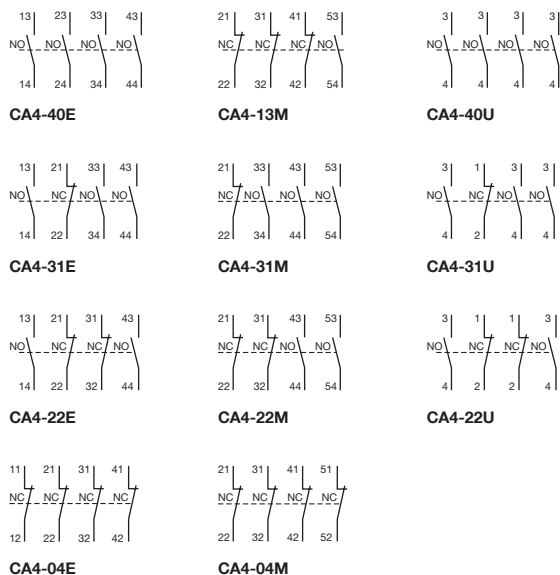 13 23 33 43 21 31 41 53 3 3 3 3
NO NO NO NO NC NC NC NO NO NO NO NO
14 24 34 44 22 32 42 54 4 4 4 4
CA4-40E CA4-13M CA4-40U
13 21 33 43 21 33 43 53 3 1 3 3
NO NC NO NO NC NO NO NO NO NC NO NO
14 22 34 44 22 34 44 54 4 2 4 4
CA4-31E CA4-31M CA4-31U
13 21 31 43 21 31 43 53 3 1 1 3
NO NC NC NO NC NC NO NO NO NC NC NO
14 22 32 44 22 32 44 54 4 2 2 4
CA4-22E CA4-22M CA4-22U
11 21 31 41 21 31 41 51
NC NC NC NC NC NC NC NC
12 22 32 42 22 32 42 52
CA4-04E CA4-04M